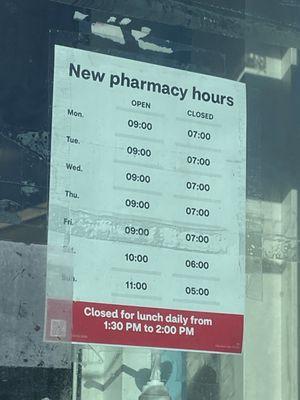 New pharmacy hours
OPEN CLOSED
Mon. 09:00 07:00
Tue. 09:00 07:00
Wed. 09:00 07:00
Thu. 09:00 07:00
Fri. 09:00 07:00
Sat. 10:00 06:00
Sun. 11:00 05:00
Closed for lunch daily from
1:30 PM to 2:00 PM